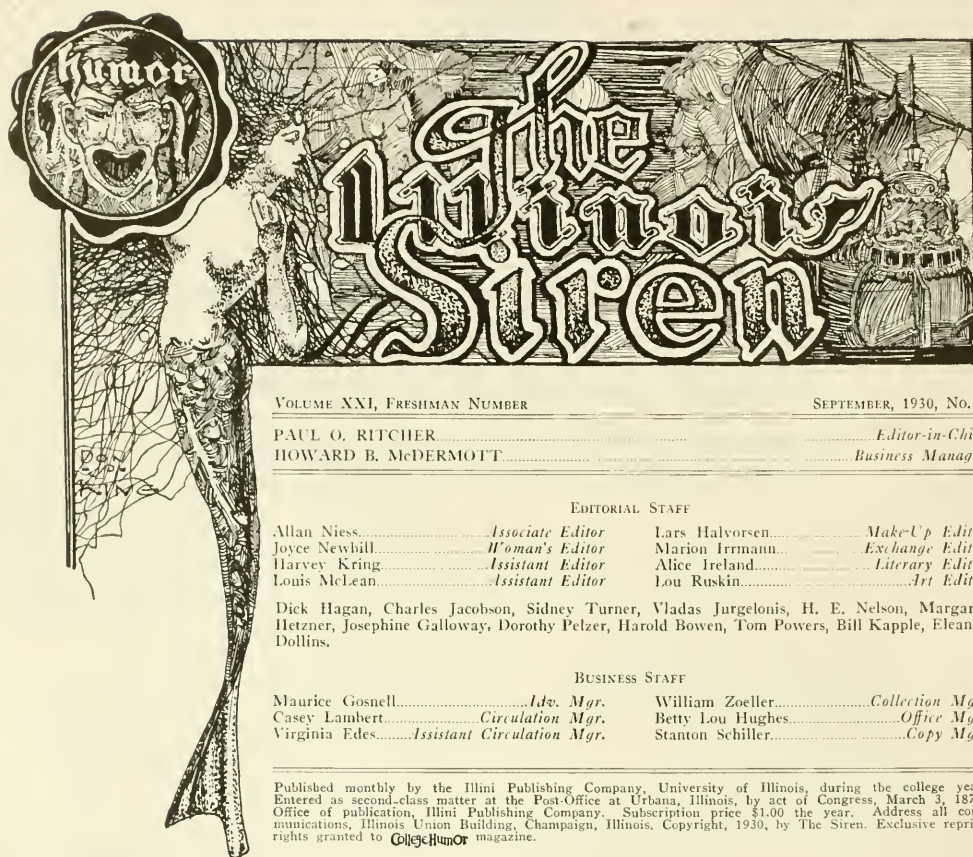 Humor
The
Illinois
Siren
DON
KING
VOLUME XXI, FRESHMAN NUMBER SEPTEMBER, 1930, NO.
PAUL O. RITCHER Editor-in-Chi
HOWARD B. McDERMOTT Business Manag
EDITORIAL STAFF
Allan Niess Associate Editor Lars Halvorsen Make-Up Edit
Joyce Newbill Woman's Editor Marion Irrmann Exchange Edit
Harvey Kring Assistant Editor Alice Ireland Literary Edit
Louis McLean Assistant Editor Lou Ruskin Art Edit
Dick Hagan, Charles Jacobson, Sidney Turner, Vladas Jurgelonis, H. E. Nelson, Margar
Hetzner, Josephine Galloway, Dorothy Pelzer, Harold Bowen, Tom Powers, Bill Kapple, Elean
Dollins.
BUSINESS STAFF
Maurice Gosnell Adv. Mgr. William Zoeller Collection Mg
Casey Lambert Circulation Mgr. Betty Lou Hughes Office Mg
Virginia Edes Assistant Circulation Mgr. Stanton Schiller Copy Mg
Published monthly by the Illini Publishing Company, University of Illinois, during the college yea
Entered as second-class matter at the Post-Office at Urbana, Illinois, by act of Congress, March 3, 187
Office of publication, Illini Publishing Company. Subscription price $1.00 the year. Address all co
munications, Illinois Union Building, Champaign, Illinois. Copyright, 1930, by The Siren. Exclusive repri
rights granted to College Humor magazine.